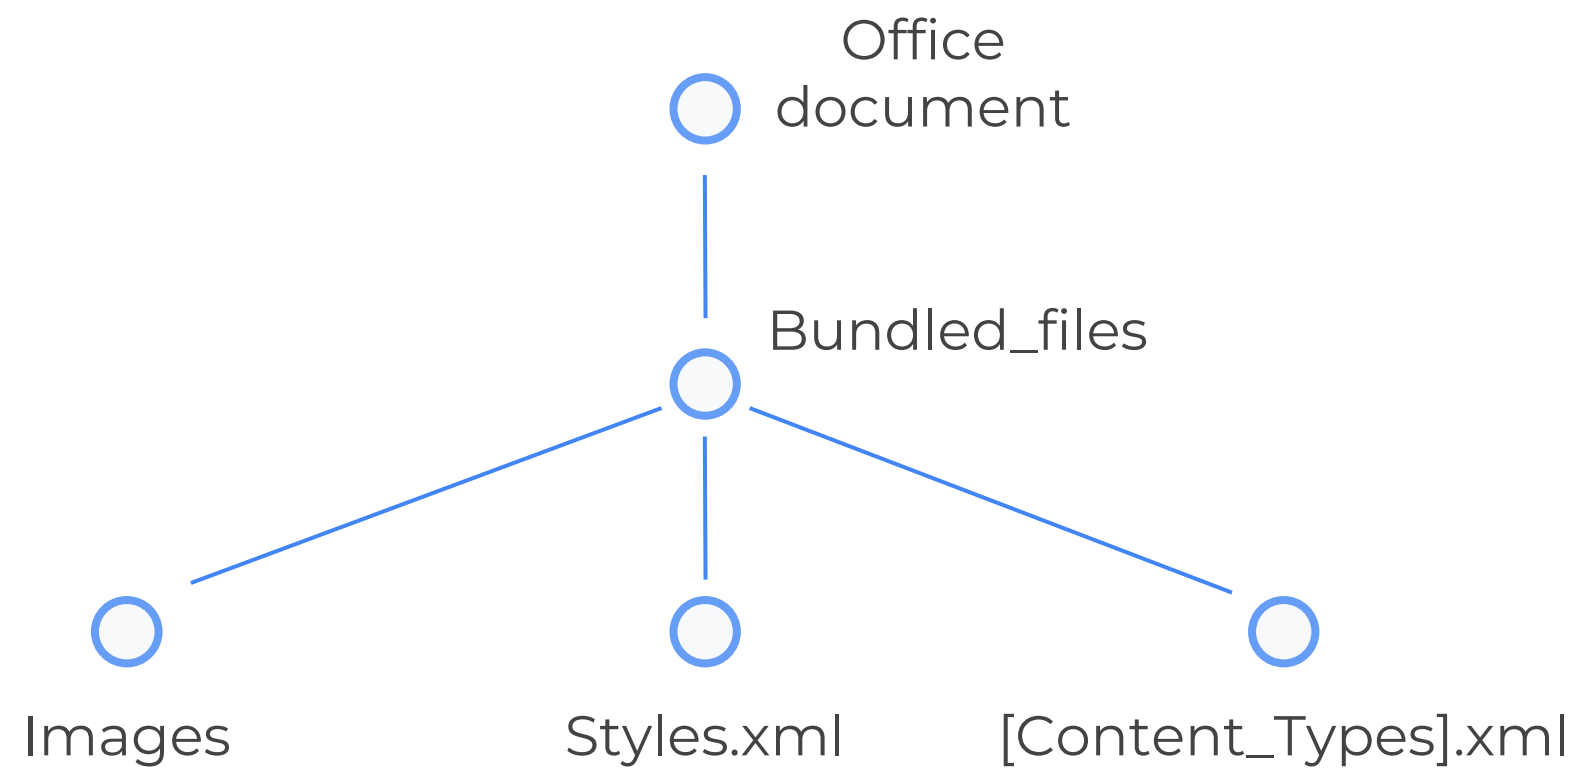 Office
document
Bundled_files
Images
Styles.xml
[Content_Types].xml